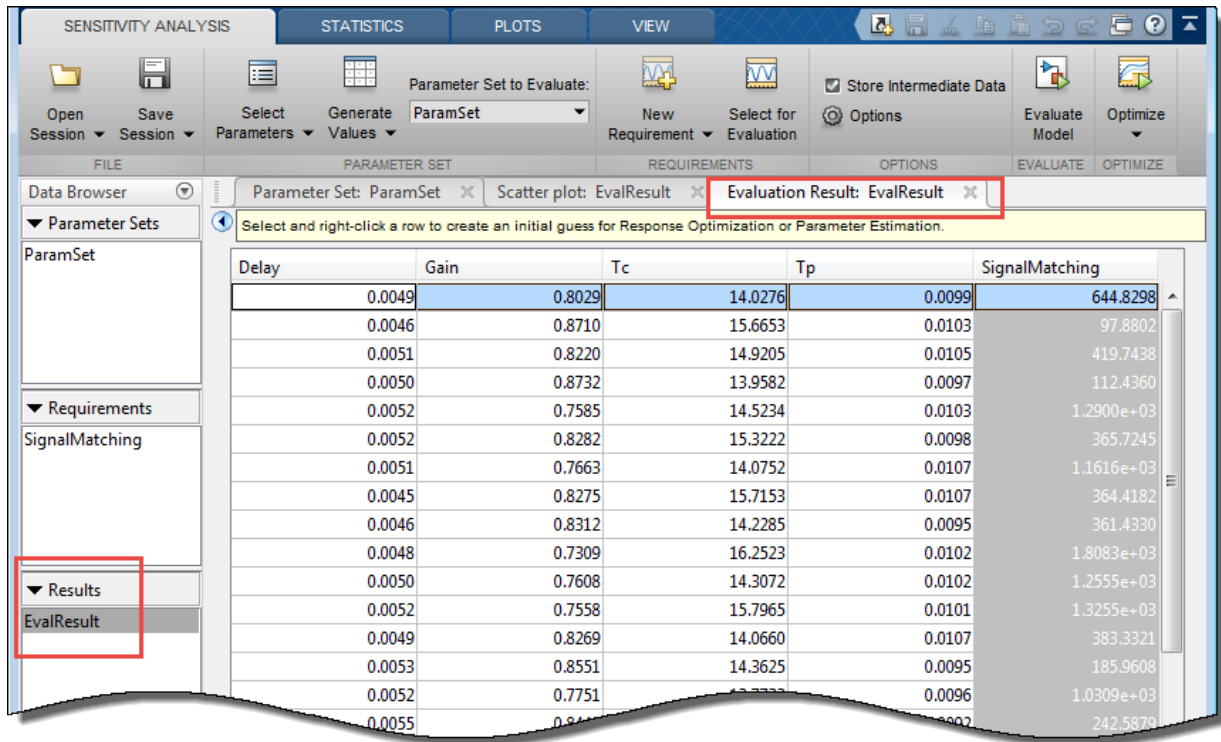 SENSITIVITY ANALYSIS STATISTICS PLOTS VIEW
Open Session Save Session
Select Parameters Generate Values
Parameter Set to Evaluate:
ParamSet
New Requirement Select for Evaluation
Store Intermediate Data
Options
Evaluate Model Optimize
FILE PARAMETER SET REQUIREMENTS OPTIONS EVALUATE OPTIMIZE
Data Browser
Parameter Sets
ParamSet
Requirements
SignalMatching
Results
EvalResult
Parameter Set: ParamSet Scatter plot: EvalResult Evaluation Result: EvalResult
Select and right-click a row to create an initial guess for Response Optimization or Parameter Estimation.
Delay Gain Tc Tp SignalMatching
0.0049 0.8029 14.0276 0.0099 644.8298
0.0046 0.8710 15.6653 0.0103 97.8802
0.0051 0.8220 14.9205 0.0105 419.7438
0.0050 0.8732 13.9582 0.0097 112.4360
0.0052 0.7585 14.5234 0.0103 1.2900e+03
0.0052 0.8282 15.3222 0.0098 365.7245
0.0051 0.7663 14.0752 0.0107 1.1616e+03
0.0045 0.8275 15.7153 0.0107 364.4182
0.0046 0.8312 14.2285 0.0095 361.4330
0.0048 0.7309 16.2523 0.0102 1.8083e+03
0.0050 0.7608 14.3072 0.0102 1.2555e+03
0.0052 0.7558 15.7965 0.0101 1.3255e+03
0.0049 0.8269 14.0660 0.0107 383.3321
0.0053 0.8551 14.3625 0.0095 185.9608
0.0052 0.7751 0.0096 1.0309e+03
0.0055 242.5879